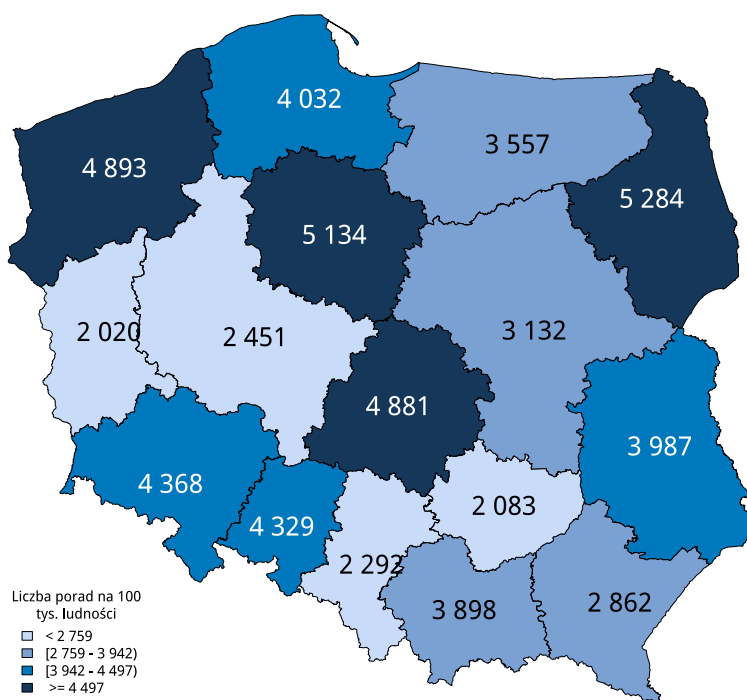 4 032
3 557
4 893
5 284
5 134
3 132
2 020
2 451
4 881
3 987
4 368
2 083
4 329
2 292
2 862
3 898
Liczba porad na 100
tys. ludności
< 2 759
[2 759 - 3 942)
[3 942 - 4 497)
>= 4 497